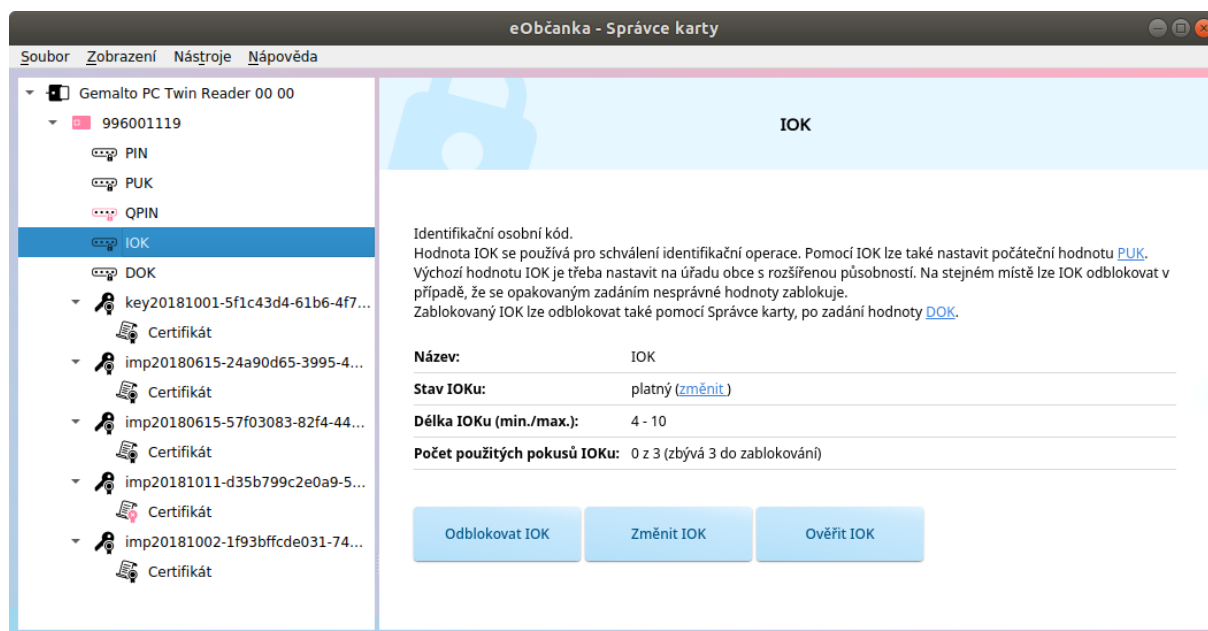 eObčanka - Správce karty
Soubor Zobrazení Nástroje Nápověda
Gemalto PC Twin Reader 00 00
996001119
PIN
PUK
QPIN
IOK
DOK
key20181001-5f1c43d4-61b6-4f7...
Certifikát
imp20180615-24a90d65-3995-4...
Certifikát
imp20180615-57f03083-82f4-44...
Certifikát
imp20181011-d35b799c2e0a9-5...
Certifikát
imp20181002-1f93bffcde031-74...
Certifikát
IOK
Identifikační osobní kód.
Hodnota IOK se používá pro schválení identifikační operace. Pomocí IOK lze také nastavit počáteční hodnotu PUK.
Výchozí hodnotu IOK je třeba nastavit na úřadu obce s rozšířenou působností. Na stejném místě lze IOK odblokovat v
případě, že se opakovaným zadáním nesprávné hodnoty zablokuje.
Zablokovaný IOK lze odblokovat také pomocí Správce karty, po zadání hodnoty DOK.
Název: IOK
Stav IOKu: platný (změnit )
Délka IOKu (min./max.): 4 - 10
Počet použitých pokusů IOKu: 0 z 3 (zbývá 3 do zablokování)
Odblokovat IOK Změnit IOK Ověřit IOK